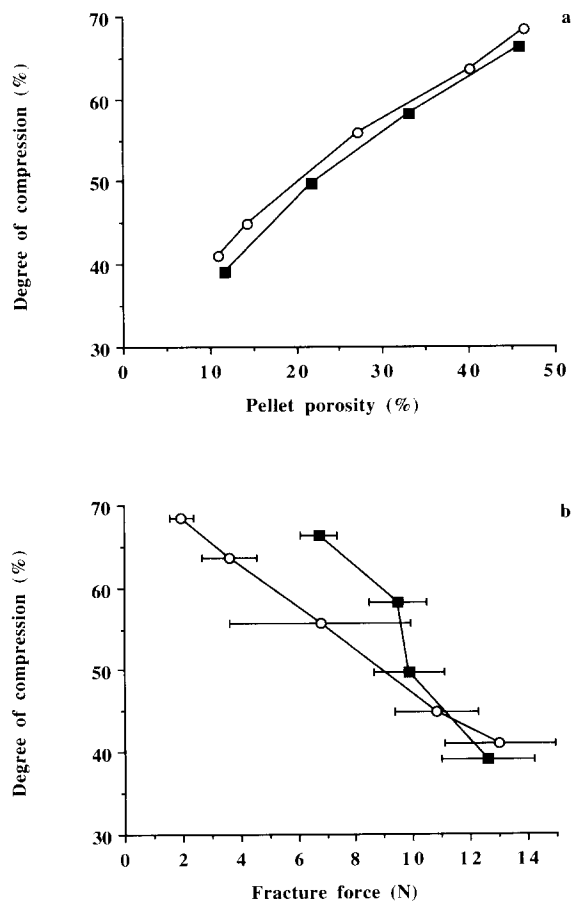 a
70
60
50
40
30
Degree of compression (%)
0 10 20 30 40 50
Pellet porosity (%)
b
70
60
50
40
30
Degree of compression (%)
0 2 4 6 8 10 12 14
Fracture force (N)